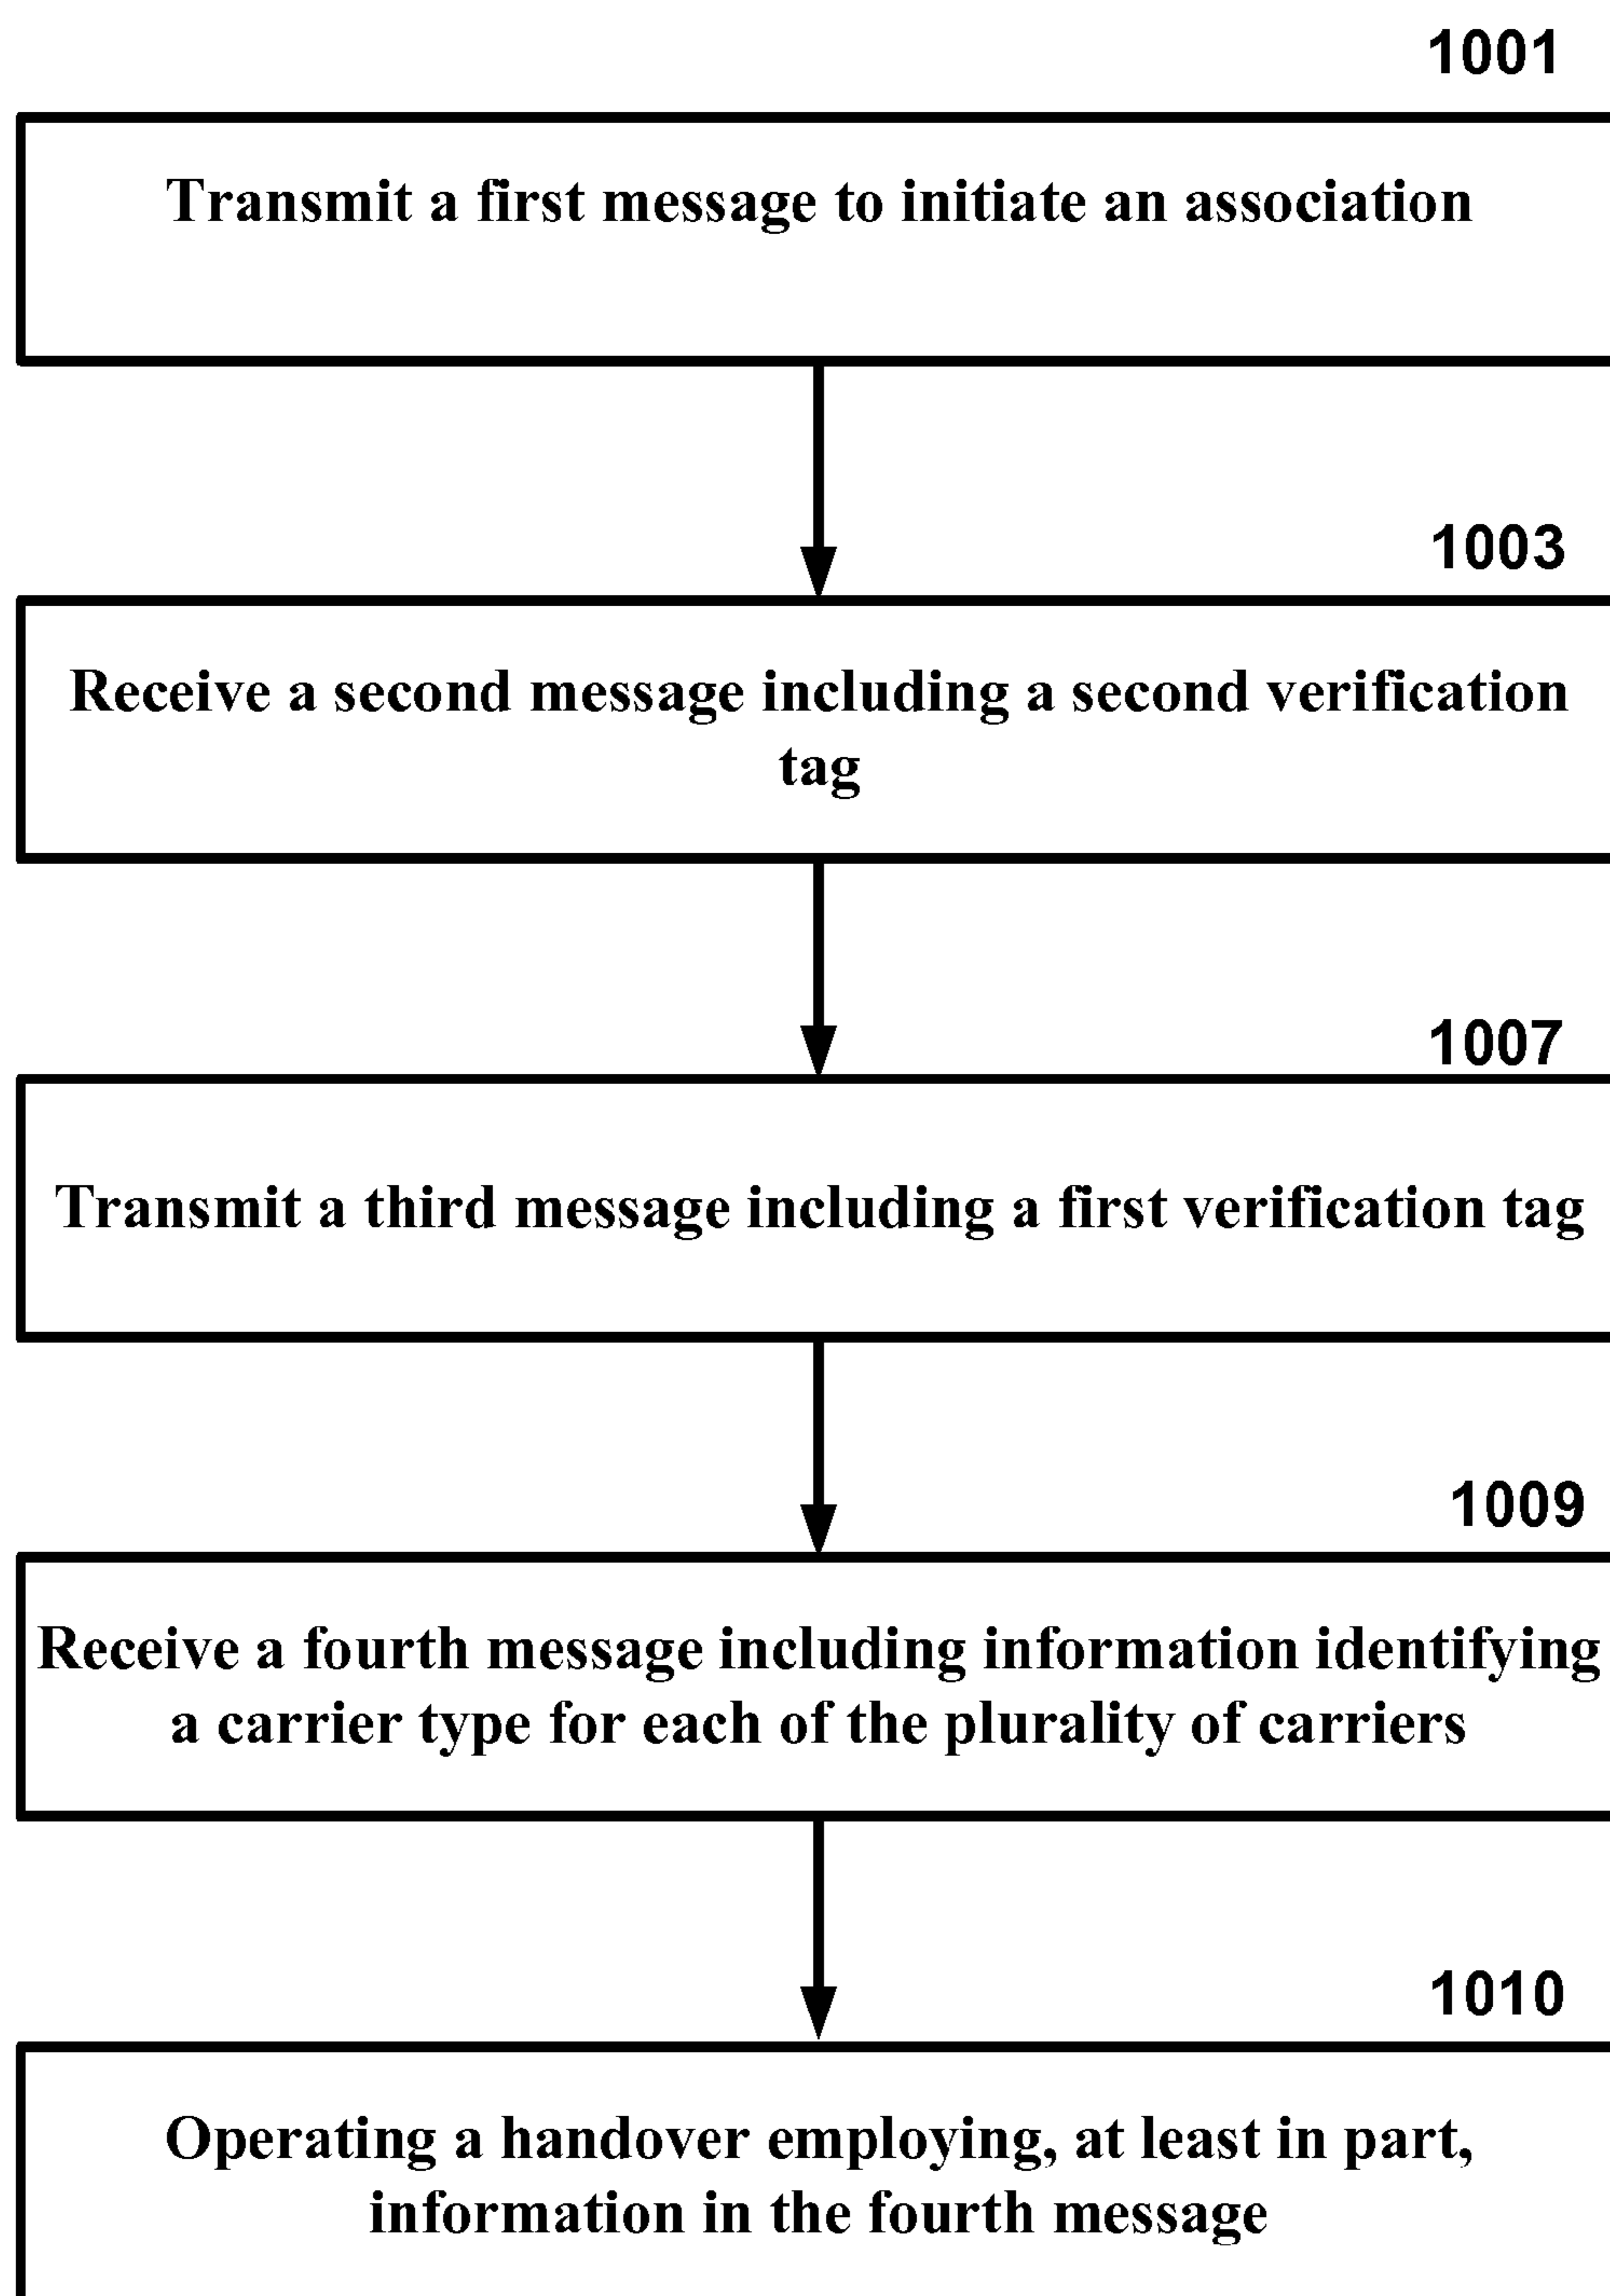 1001
Transmit a first message to initiate an association
1003
Receive a second message including a second verification
tag
1007
Transmit a third message including a first verification tag
1009
Receive a fourth message including information identifying
a carrier type for each of the plurality of carriers
1010
Operating a handover employing, at least in part,
information in the fourth message